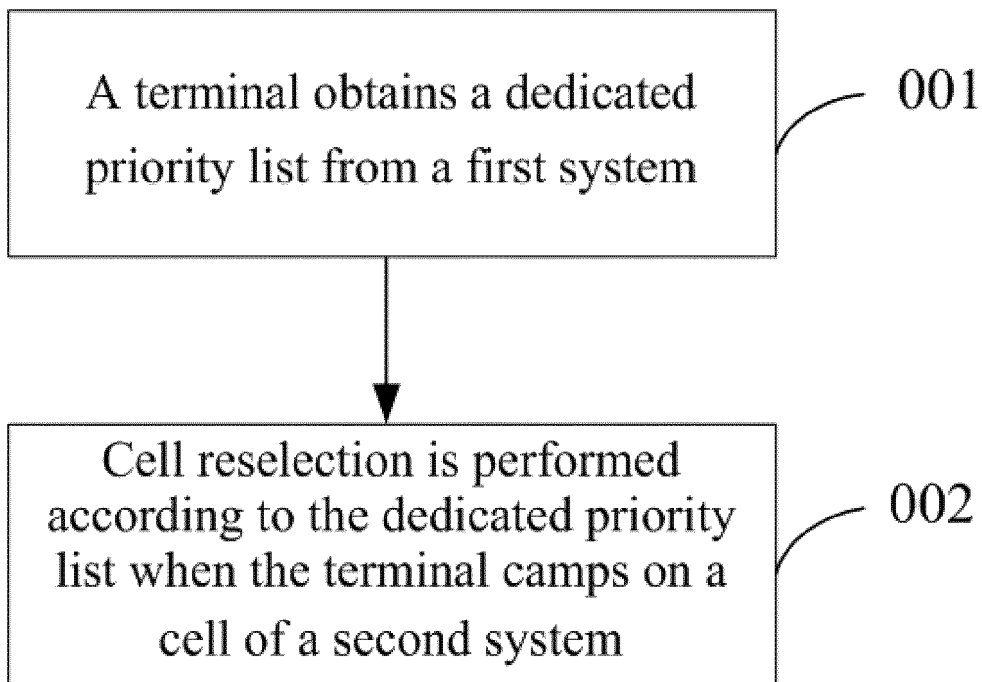 A terminal obtains a dedicated
priority list from a first system
001
Cell reselection is performed
according to the dedicated priority
list when the terminal camps on a
cell of a second system
002